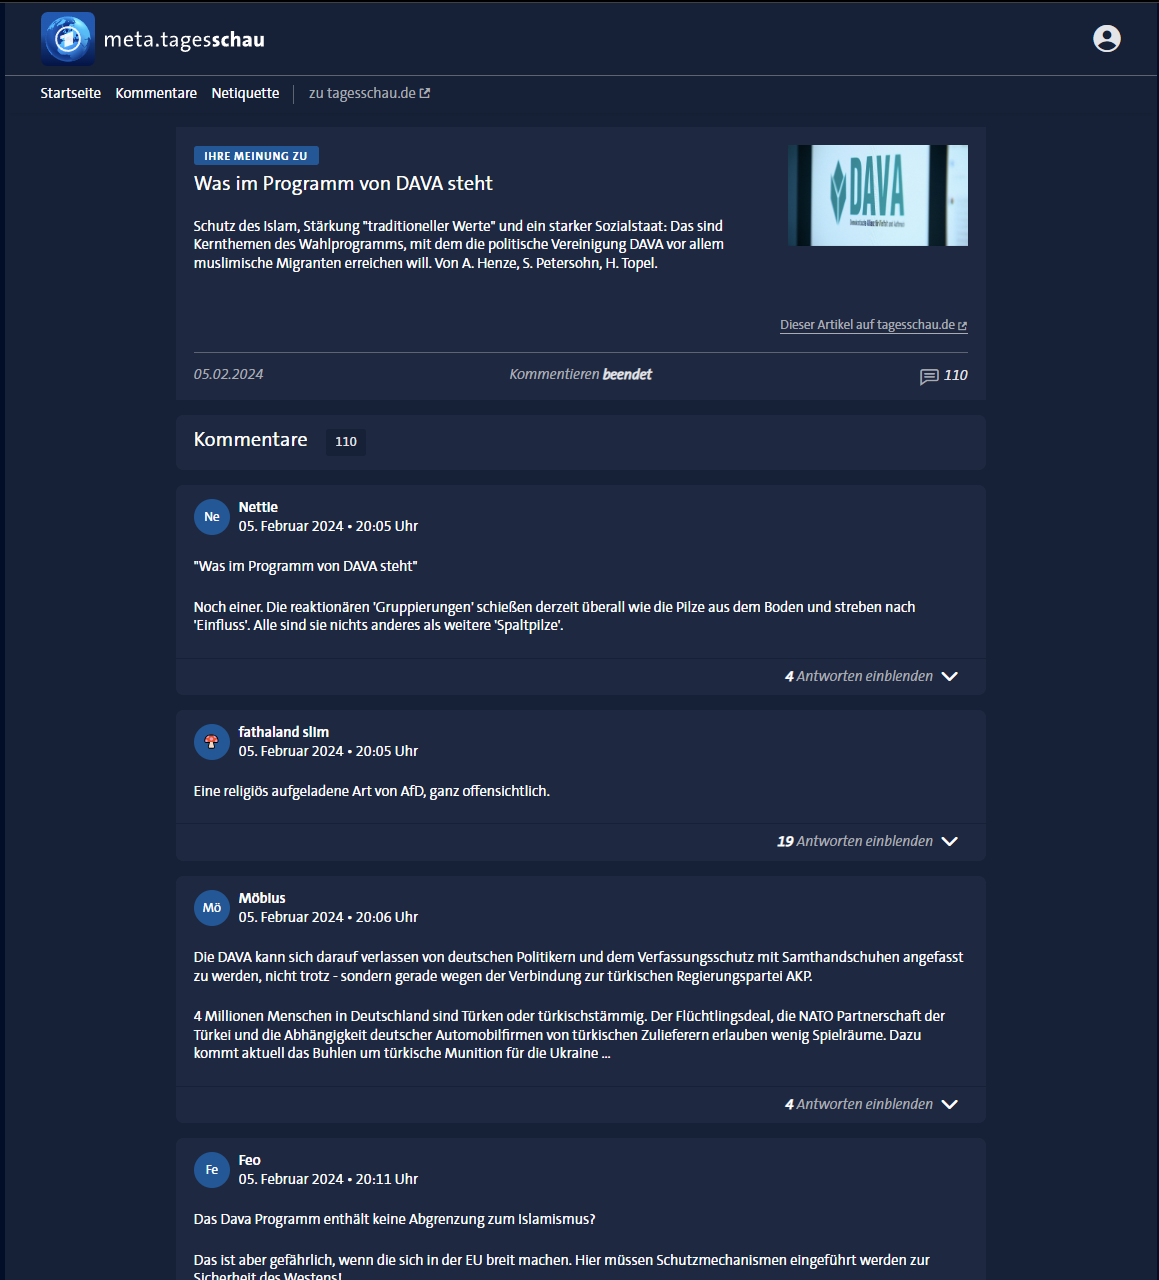 meta.tagesschau
Startseite Kommentare Netiquette zu tagesschau.de
IHRE MEINUNG ZU
Was im Programm von DAVA steht
DAVA
Schutz des Islam, Stärkung "traditioneller Werte" und ein starker Sozialstaat: Das sind
Kernthemen des Wahlprogramms, mit dem die politische Vereinigung DAVA vor allem
muslimische Migranten erreichen will. Von A. Henze, S. Petersohn, H. Topel.
Dieser Artikel auf tagesschau.de
05.02.2024 Kommentieren beendet 110
Kommentare 110
Ne Nettie
05. Februar 2024 • 20:05 Uhr
"Was im Programm von DAVA steht"
Noch einer. Die reaktionären 'Gruppierungen' schießen derzeit überall wie die Pilze aus dem Boden und streben nach
'Einfluss'. Alle sind sie nichts anderes als weitere 'Spaltpilze'.
4 Antworten einblenden
fathaland slim
05. Februar 2024 • 20:05 Uhr
Eine religiös aufgeladene Art von AfD, ganz offensichtlich.
19 Antworten einblenden
Mö Möbius
05. Februar 2024 • 20:06 Uhr
Die DAVA kann sich darauf verlassen von deutschen Politikern und dem Verfassungsschutz mit Samthandschuhen angefasst
zu werden, nicht trotz - sondern gerade wegen der Verbindung zur türkischen Regierungspartei AKP.
4 Millionen Menschen in Deutschland sind Türken oder türkischstämmig. Der Flüchtlingsdeal, die NATO Partnerschaft der
Türkei und die Abhängigkeit deutscher Automobilfirmen von türkischen Zulieferern erlauben wenig Spielräume. Dazu
kommt aktuell das Buhlen um türkische Munition für die Ukraine ...
4 Antworten einblenden
Fe Feo
05. Februar 2024 • 20:11 Uhr
Das Dava Programm enthält keine Abgrenzung zum Islamismus?
Das ist aber gefährlich, wenn die sich in der EU breit machen. Hier müssen Schutzmechanismen eingeführt werden zur
Sicherheit des Westens!